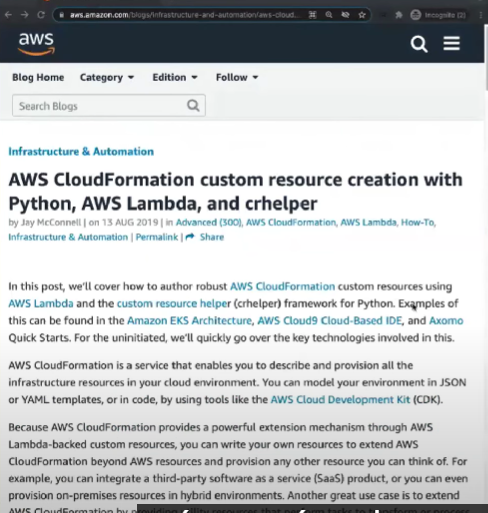 aws.amazon.com/blogs/infrastructure-and-automation/aws-cloud...
Incognito (2)
aws
Blog Home Category Edition Follow
Search Blogs
Infrastructure & Automation
AWS CloudFormation custom resource creation with
Python, AWS Lambda, and crhelper
by Jay McConnell | on 13 AUG 2019 | in Advanced (300), AWS CloudFormation, AWS Lambda, How-To,
Infrastructure & Automation | Permalink | Share
In this post, we'll cover how to author robust AWS CloudFormation custom resources using
AWS Lambda and the custom resource helper (crhelper) framework for Python. Examples of
this can be found in the Amazon EKS Architecture, AWS Cloud9 Cloud-Based IDE, and Axomo
Quick Starts. For the uninitiated, we'll quickly go over the key technologies involved in this.
AWS CloudFormation is a service that enables you to describe and provision all the
infrastructure resources in your cloud environment. You can model your environment in JSON
or YAML templates, or in code, by using tools like the AWS Cloud Development Kit (CDK).
Because AWS CloudFormation provides a powerful extension mechanism through AWS
Lambda-backed custom resources, you can write your own resources to extend AWS
CloudFormation beyond AWS resources and provision any other resource you can think of. For
example, you can integrate a third-party software as a service (SaaS) product, or you can even
provision on-premises resources in hybrid environments. Another great use case is to extend
AWS CloudFormation by providing